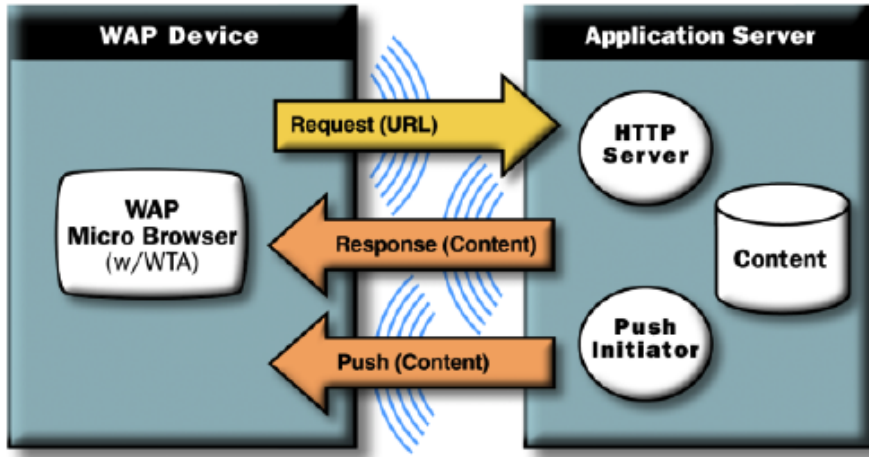 WAP Device
Application Server
Request (URL)
HTTP
Server
WAP
Micro Browser
(w/WTA)
Response (Content)
Content
Push
Initiator
Push (Content)